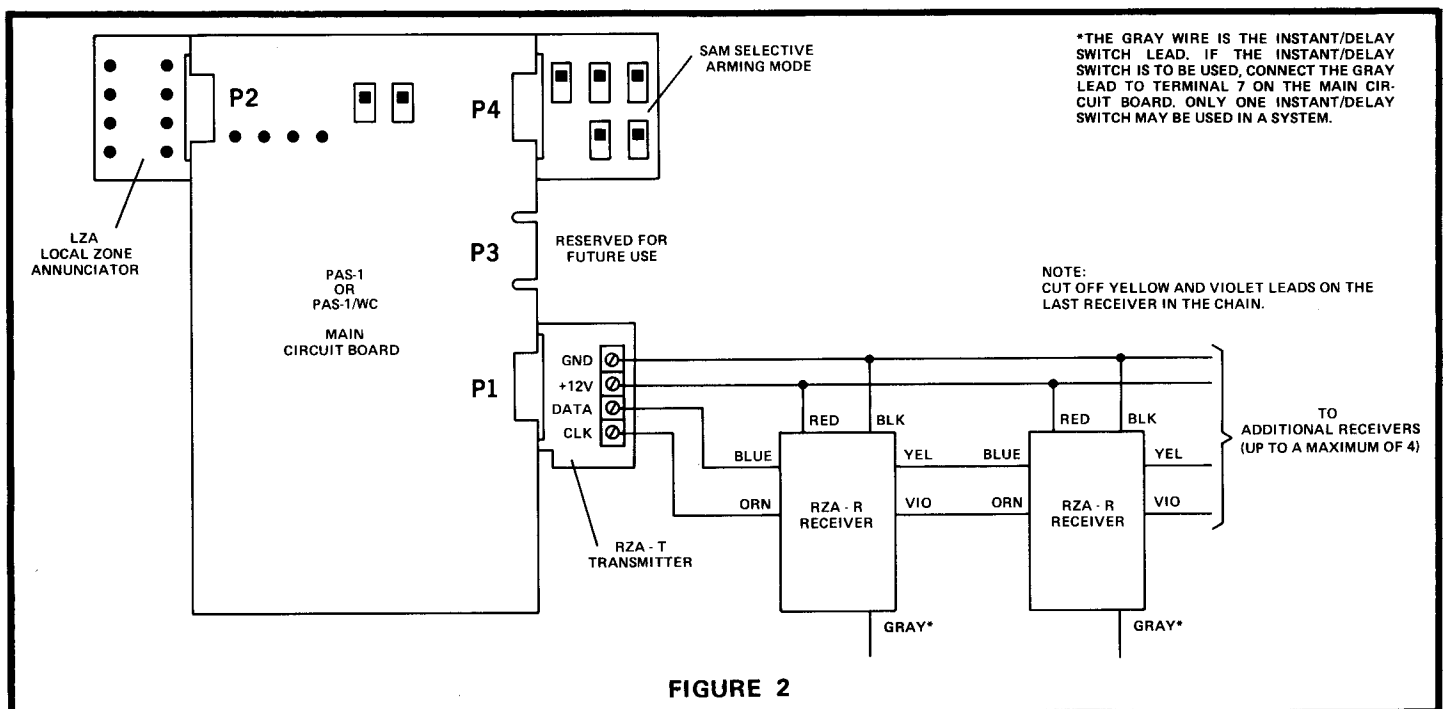 *THE GRAY WIRE IS THE INSTANT/DELAY
SWITCH LEAD. IF THE INSTANT/DELAY
SWITCH IS TO BE USED, CONNECT THE GRAY
LEAD TO TERMINAL 7 ON THE MAIN CIR-
CUIT BOARD. ONLY ONE INSTANT/DELAY
SWITCH MAY BE USED IN A SYSTEM.
SAM SELECTIVE
ARMING MODE
P2
P4
LZA
LOCAL ZONE
ANNUNCIATOR
P3
RESERVED FOR
FUTURE USE
PAS-1
OR
PAS-1/WC
MAIN
CIRCUIT BOARD
NOTE:
CUT OFF YELLOW AND VIOLET LEADS ON THE
LAST RECEIVER IN THE CHAIN.
P1
GND
+12V
DATA
CLK
RED
BLK
RED
BLK
TO
ADDITIONAL RECEIVERS
(UP TO A MAXIMUM OF 4)
BLUE
YEL
BLUE
YEL
ORN
VIO
ORN
VIO
RZA - R
RECEIVER
RZA - R
RECEIVER
RZA - T
TRANSMITTER
GRAY*
GRAY*
FIGURE 2